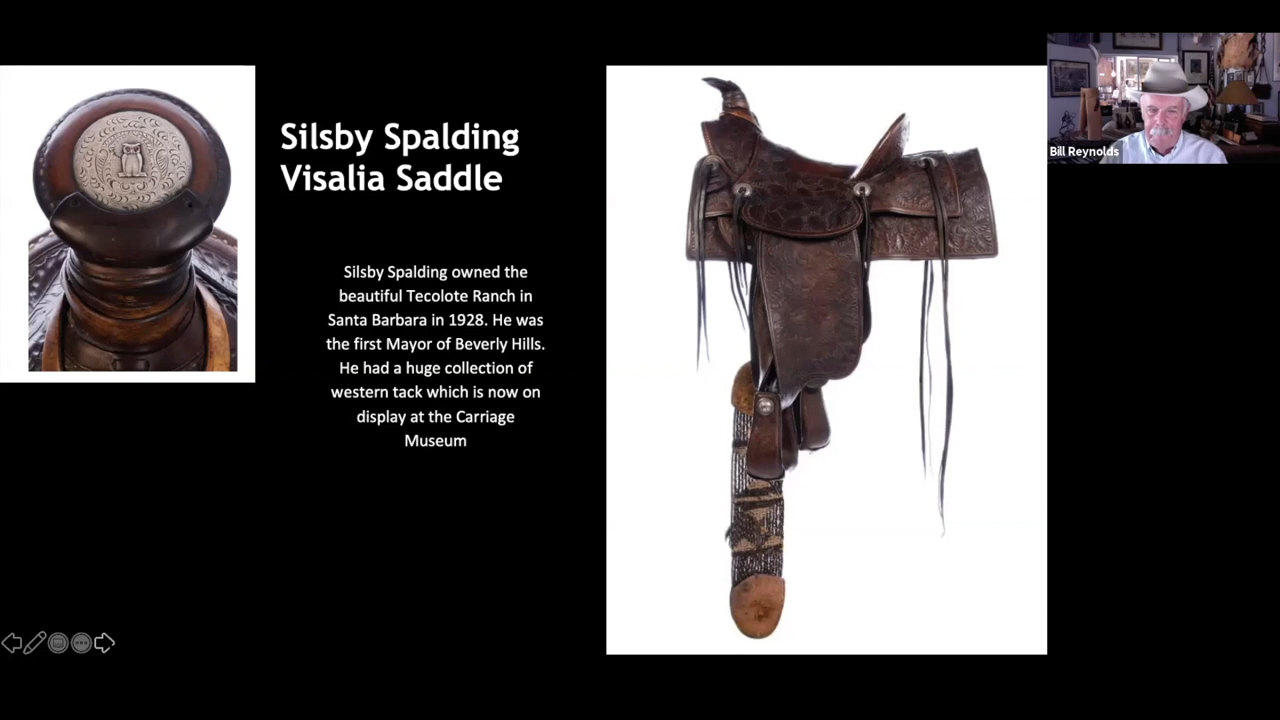 Silsby Spalding
Visalia Saddle
Silsby Spalding owned the
beautiful Tecolote Ranch in
Santa Barbara in 1928. He was
the first Mayor of Beverly Hills.
He had a huge collection of
western tack which is now on
display at the Carriage
Museum
Bill Reynolds